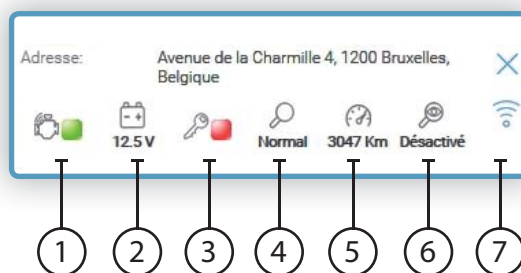 Adresse:
Avenue de la Charmille 4, 1200 Bruxelles,
Belgique
12.5 V
Normal
3047 Km
Désactivé
1
2
3
4
5
6
7